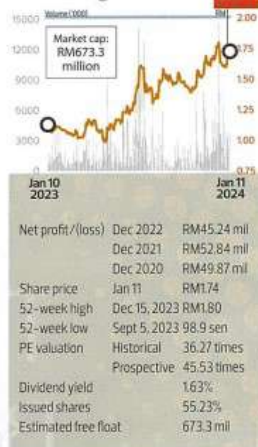 Volume ('000) RM
15000 2.00
Market cap:
RM673.3
million
12000 1.75
9000 1.50
6000 1.25
3000 1.00
0 0.75
Jan 10 Jan 11
2023 2024
Net profit/(loss) Dec 2022 RM45.24 mil
Dec 2021 RM52.84 mil
Dec 2020 RM49.87 mil
Share price Jan 11 RM1.74
52-week high Dec 15, 2023 RM1.80
52-week low Sept 5, 2023 98.9 sen
PE valuation Historical 36.27 times
Prospective 45.53 times
Dividend yield 1.63%
Issued shares 55.23%
Estimated free float 673.3 mil